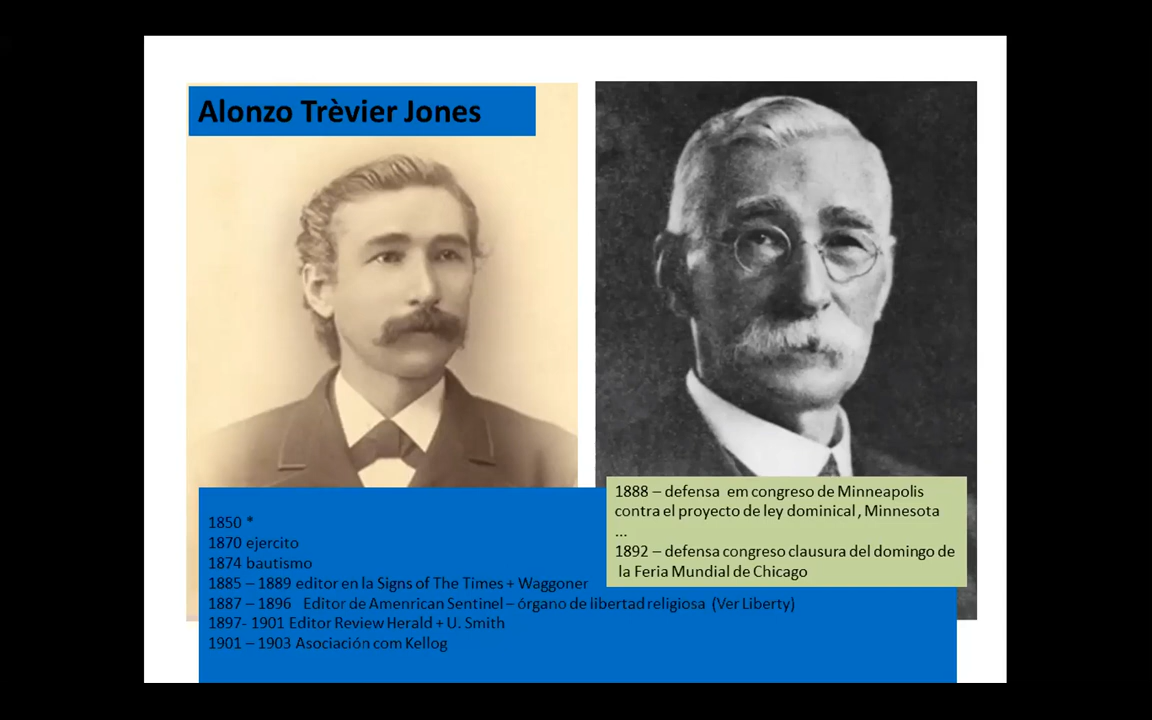 Alonzo Trèvier Jones
1888 – defensa em congreso de Minneapolis
contra el proyecto de ley dominical , Minnesota
...
1892 – defensa congreso clausura del domingo de
la Feria Mundial de Chicago
1850 *
1870 ejercito
1874 bautismo
1885 – 1889 editor en la Signs of The Times + Waggoner
1887 – 1896 Editor de Amenrican Sentinel – órgano de libertad religiosa (Ver Liberty)
1897- 1901 Editor Review Herald + U. Smith
1901 – 1903 Asociación com Kellog